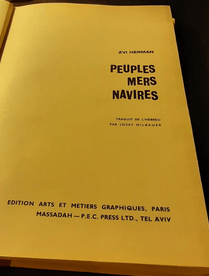 ZVI HERMAN
PEUPLES
MERS
NAVIRES
TRADUIT DE L'HÉBREU
PAR JOSEY MILBAUER
EDITION ARTS ET METIERS GRAPHIQUES, PARIS
MASSADAH — P.E.C. PRESS LTD., TEL AVIV